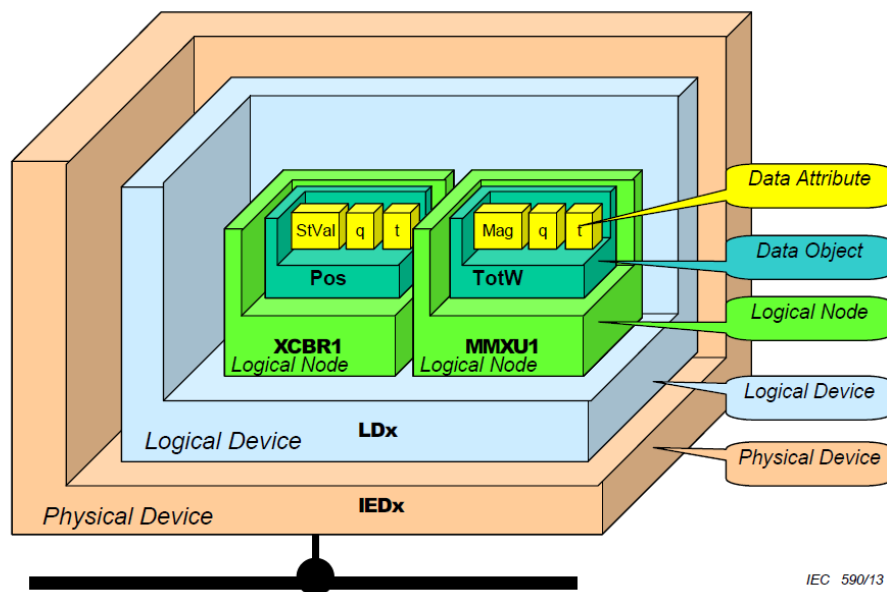 Data Attribute
StVal q t
Mag q t
Data Object
Pos
TotW
Logical Node
XCBR1
Logical Node
MMXU1
Logical Node
Logical Device
LDx
Logical Device
Physical Device
IEDx
Physical Device
IEC 590/13